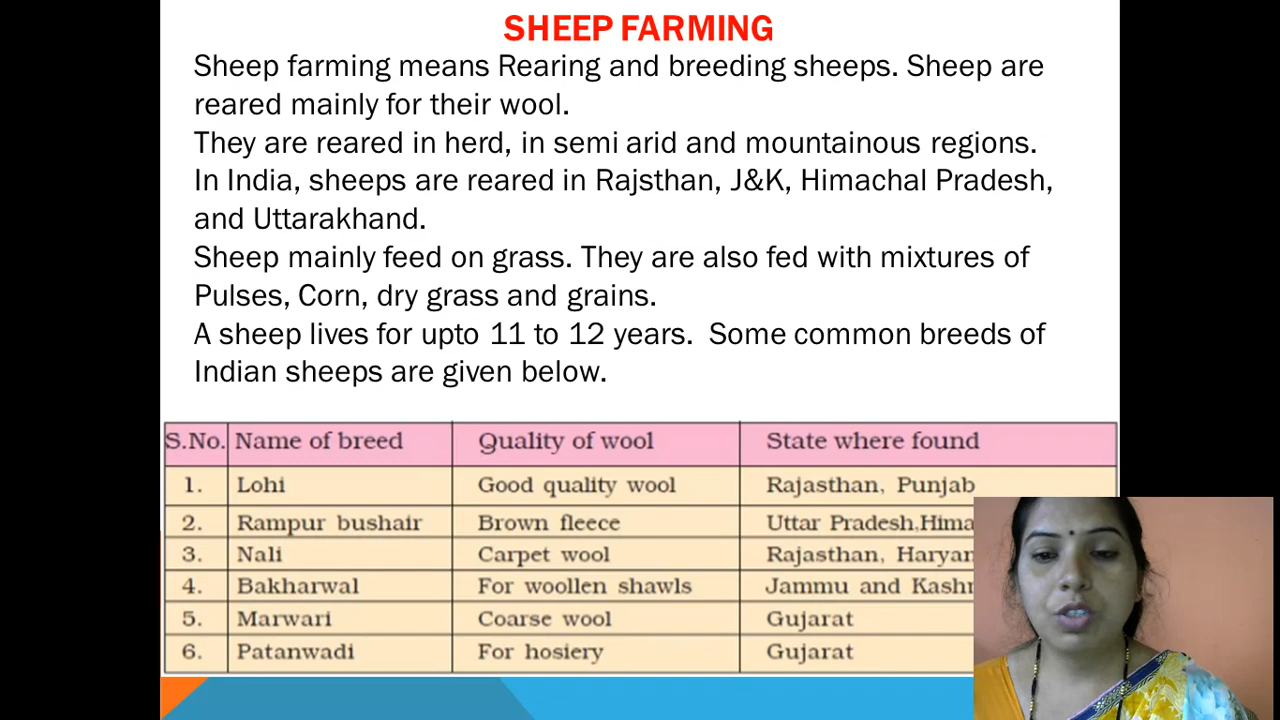 SHEEP FARMING
Sheep farming means Rearing and breeding sheeps. Sheep are
reared mainly for their wool.
They are reared in herd, in semi arid and mountainous regions.
In India, sheeps are reared in Rajsthan, J&K, Himachal Pradesh,
and Uttarakhand.
Sheep mainly feed on grass. They are also fed with mixtures of
Pulses, Corn, dry grass and grains.
A sheep lives for upto 11 to 12 years. Some common breeds of
Indian sheeps are given below.
S.No. Name of breed Quality of wool State where found
1. Lohi Good quality wool Rajasthan, Punjab
2. Rampur bushair Brown fleece Uttar Pradesh,
3. Nali Carpet wool Rajasthan,
4. Bakharwal For woollen shawls Jammu and
5. Marwari Coarse wool Gujarat
6. Patanwadi For hosiery Gujarat